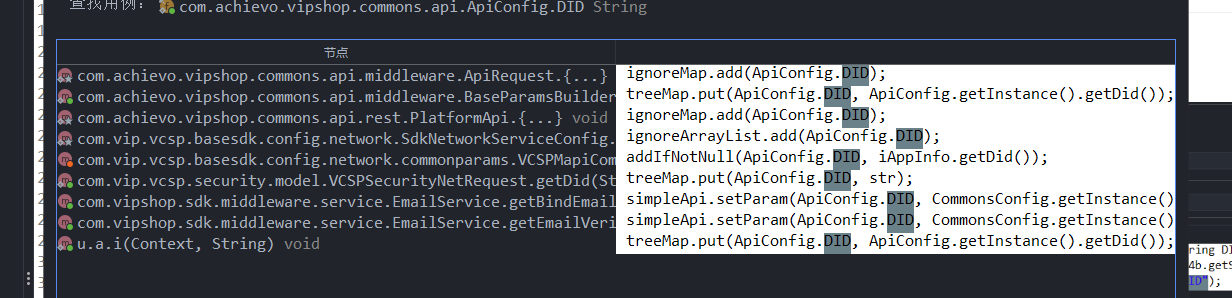 查找用例： com.achievo.vipshop.commons.api.ApiConfig.DID String
节点
com.achievo.vipshop.commons.api.middleware.ApiRequest.{...} ignoreMap.add(ApiConfig.DID);
com.achievo.vipshop.commons.api.middleware.BaseParamsBuilder treeMap.put(ApiConfig.DID, ApiConfig.getInstance().getDid());
com.achievo.vipshop.commons.api.rest.PlatformApi.{...} void ignoreMap.add(ApiConfig.DID);
com.vip.vcsp.basesdk.config.network.SdkNetworkServiceConfig. ignoreArrayList.add(ApiConfig.DID);
com.vip.vcsp.basesdk.config.network.commonparams.VCSPMapiCom addIfNotNull(ApiConfig.DID, iAppInfo.getDid());
com.vip.vcsp.security.model.VCSPSecurityNetRequest.getDid(St treeMap.put(ApiConfig.DID, str);
com.vipshop.sdk.middleware.service.EmailService.getBindEmail simpleApi.setParam(ApiConfig.DID, CommonsConfig.getInstance()
com.vipshop.sdk.middleware.service.EmailService.getEmailVeri simpleApi.setParam(ApiConfig.DID, CommonsConfig.getInstance()
u.a.i(Context, String) void treeMap.put(ApiConfig.DID, ApiConfig.getInstance().getDid());
ring DI
4b.getS
ID");